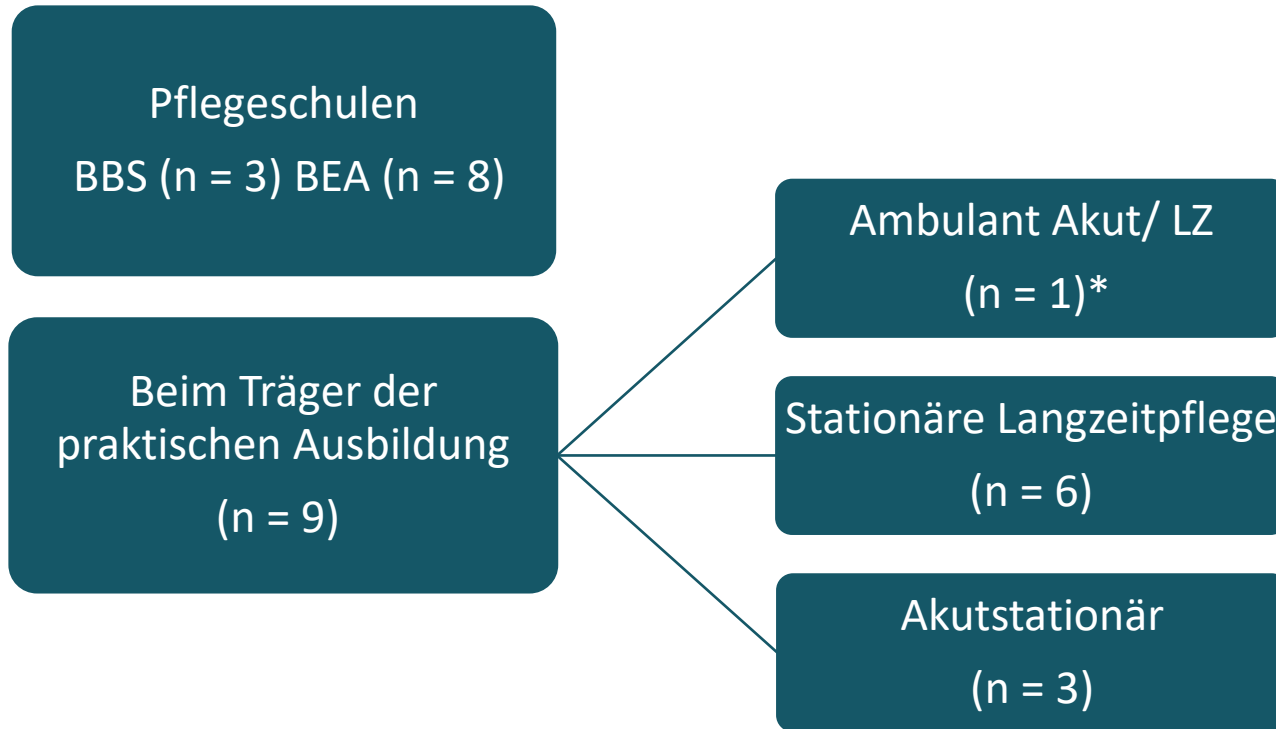 Pflegeschulen
BBS (n = 3) BEA (n = 8)
Beim Träger der
praktischen Ausbildung
(n = 9)
Ambulant Akut/ LZ
(n = 1)*
Stationäre Langzeitpflege
(n = 6)
Akutstationär
(n = 3)